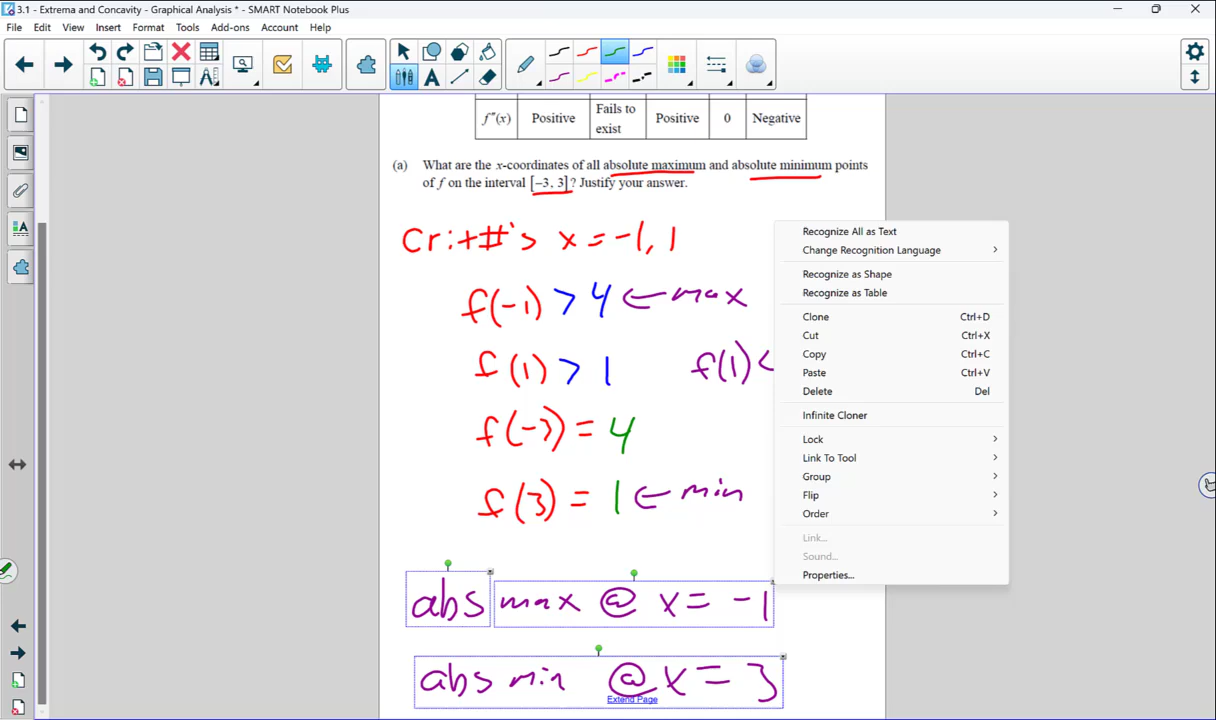 3.1 - Extrema and Concavity - Graphical Analysis * - SMART Notebook Plus
File Edit View Insert Format Tools Add-ons Account Help
f″(x) Positive Fails to exist Positive 0 Negative
(a) What are the x-coordinates of all absolute maximum and absolute minimum points
of f on the interval [−3, 3]? Justify your answer.
Crit #'s x = -1, 1
f(-1) > 4 ← max
f(1) > 1 f(1) <
f(-3) = 4
f(3) = 1 ← min
abs max @ x = -1
abs min @ x = 3
Extend Page
Recognize All as Text
Change Recognition Language
Recognize as Shape
Recognize as Table
Clone Ctrl+D
Cut Ctrl+X
Copy Ctrl+C
Paste Ctrl+V
Delete Del
Infinite Cloner
Lock
Link To Tool
Group
Flip
Order
Link...
Sound...
Properties...